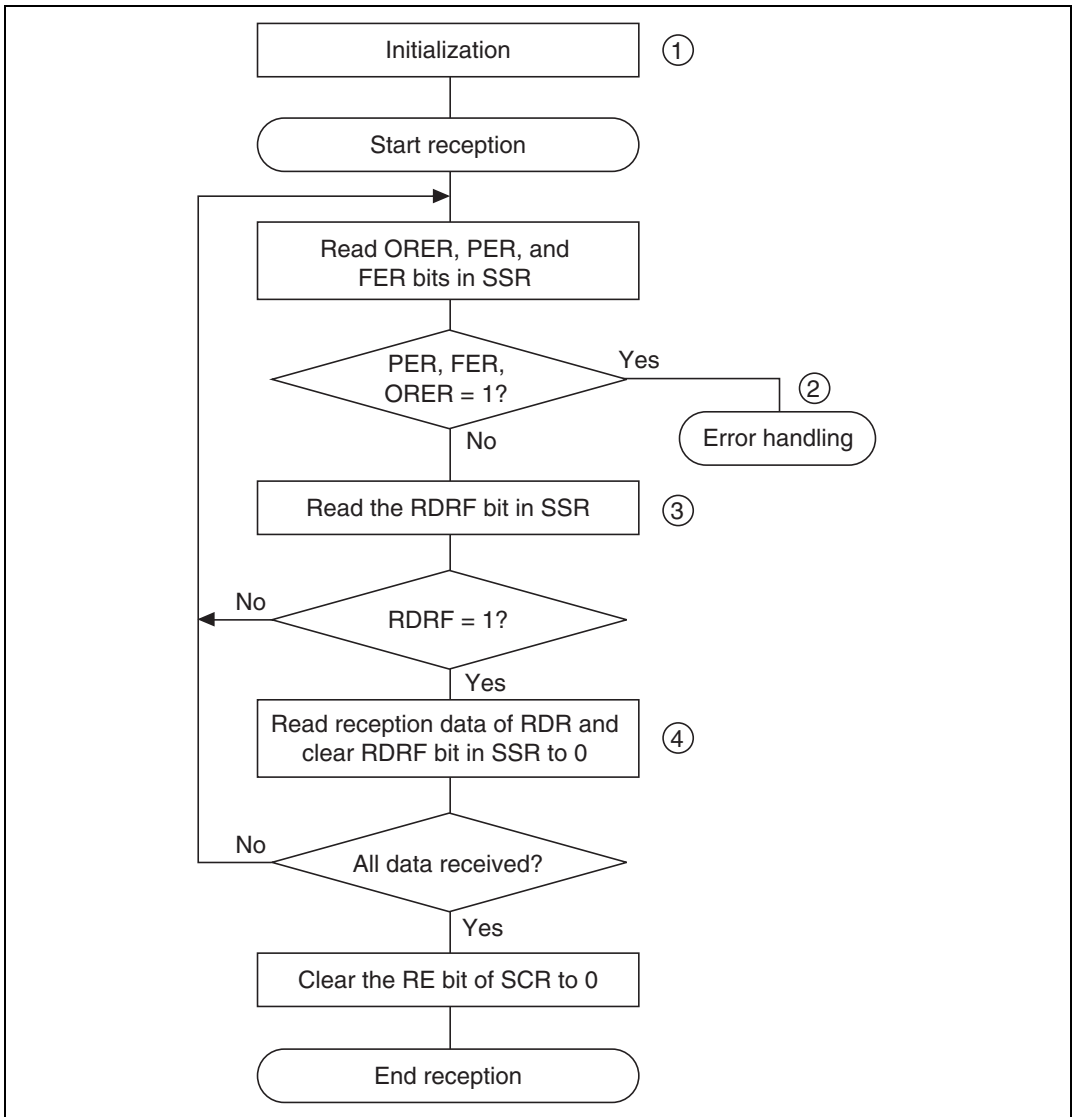 Initialization
①
Start reception
Read ORER, PER, and
FER bits in SSR
PER, FER,
ORER = 1?
Yes
②
Error handling
No
Read the RDRF bit in SSR
③
No
RDRF = 1?
Yes
Read reception data of RDR and
clear RDRF bit in SSR to 0
④
No
All data received?
Yes
Clear the RE bit of SCR to 0
End reception